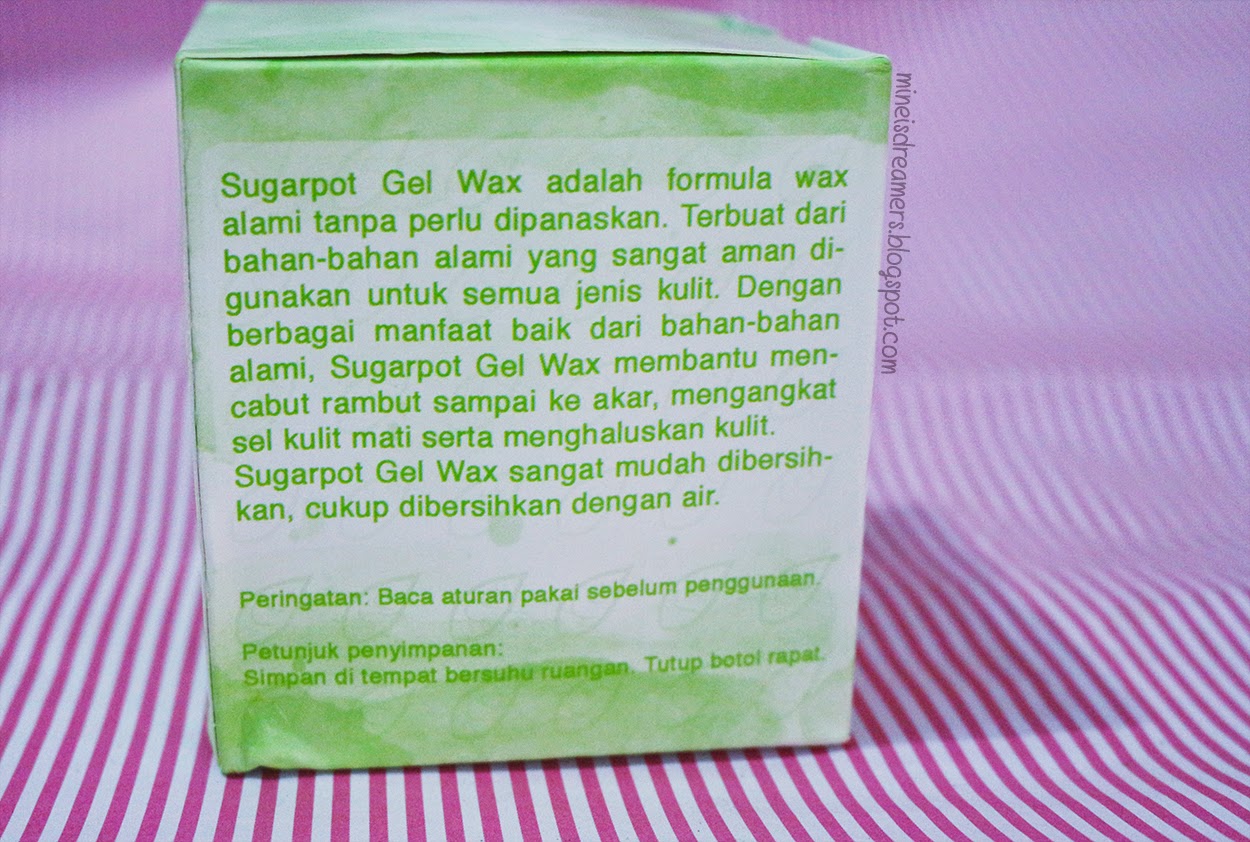 Sugarpot Gel Wax adalah formula wax
alami tanpa perlu dipanaskan. Terbuat dari
bahan-bahan alami yang sangat aman di-
gunakan untuk semua jenis kulit. Dengan
berbagai manfaat baik dari bahan-bahan
alami, Sugarpot Gel Wax membantu men-
cabut rambut sampai ke akar, mengangkat
sel kulit mati serta menghaluskan kulit.
Sugarpot Gel Wax sangat mudah dibersih-
kan, cukup dibersihkan dengan air.
Peringatan: Baca aturan pakai sebelum penggunaan.
Petunjuk penyimpanan:
Simpan di tempat bersuhu ruangan. Tutup botol rapat.
mineisdreamers.blogspot.com